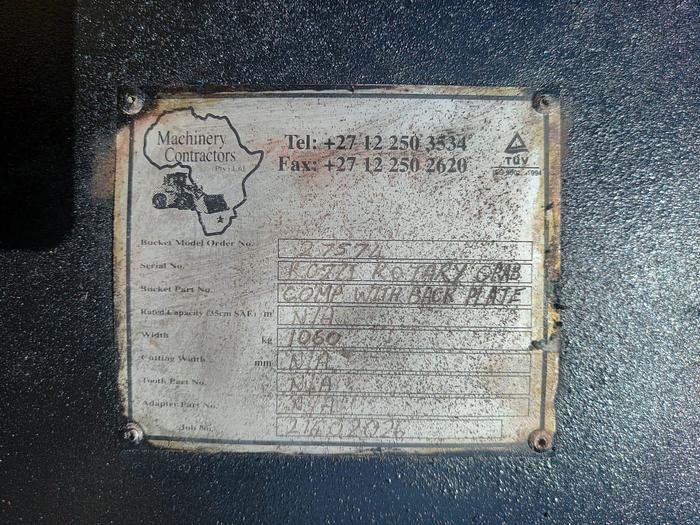 Machinery
Contractors
(Pty) Ltd
Tel: +27 12 250 3534
Fax: +27 12 250 2620
TÜV
Bucket Model Order No. 27574
Serial No. ROTARY GRAB
Bucket Part No. COMP WITH BACK PLATE
Rated Capacity (35cm SAE) m³ N/A
Width kg 1060
Cutting Width mm N/A
Tooth Part No. N/A
Adapter Part No. N/A
Job No.